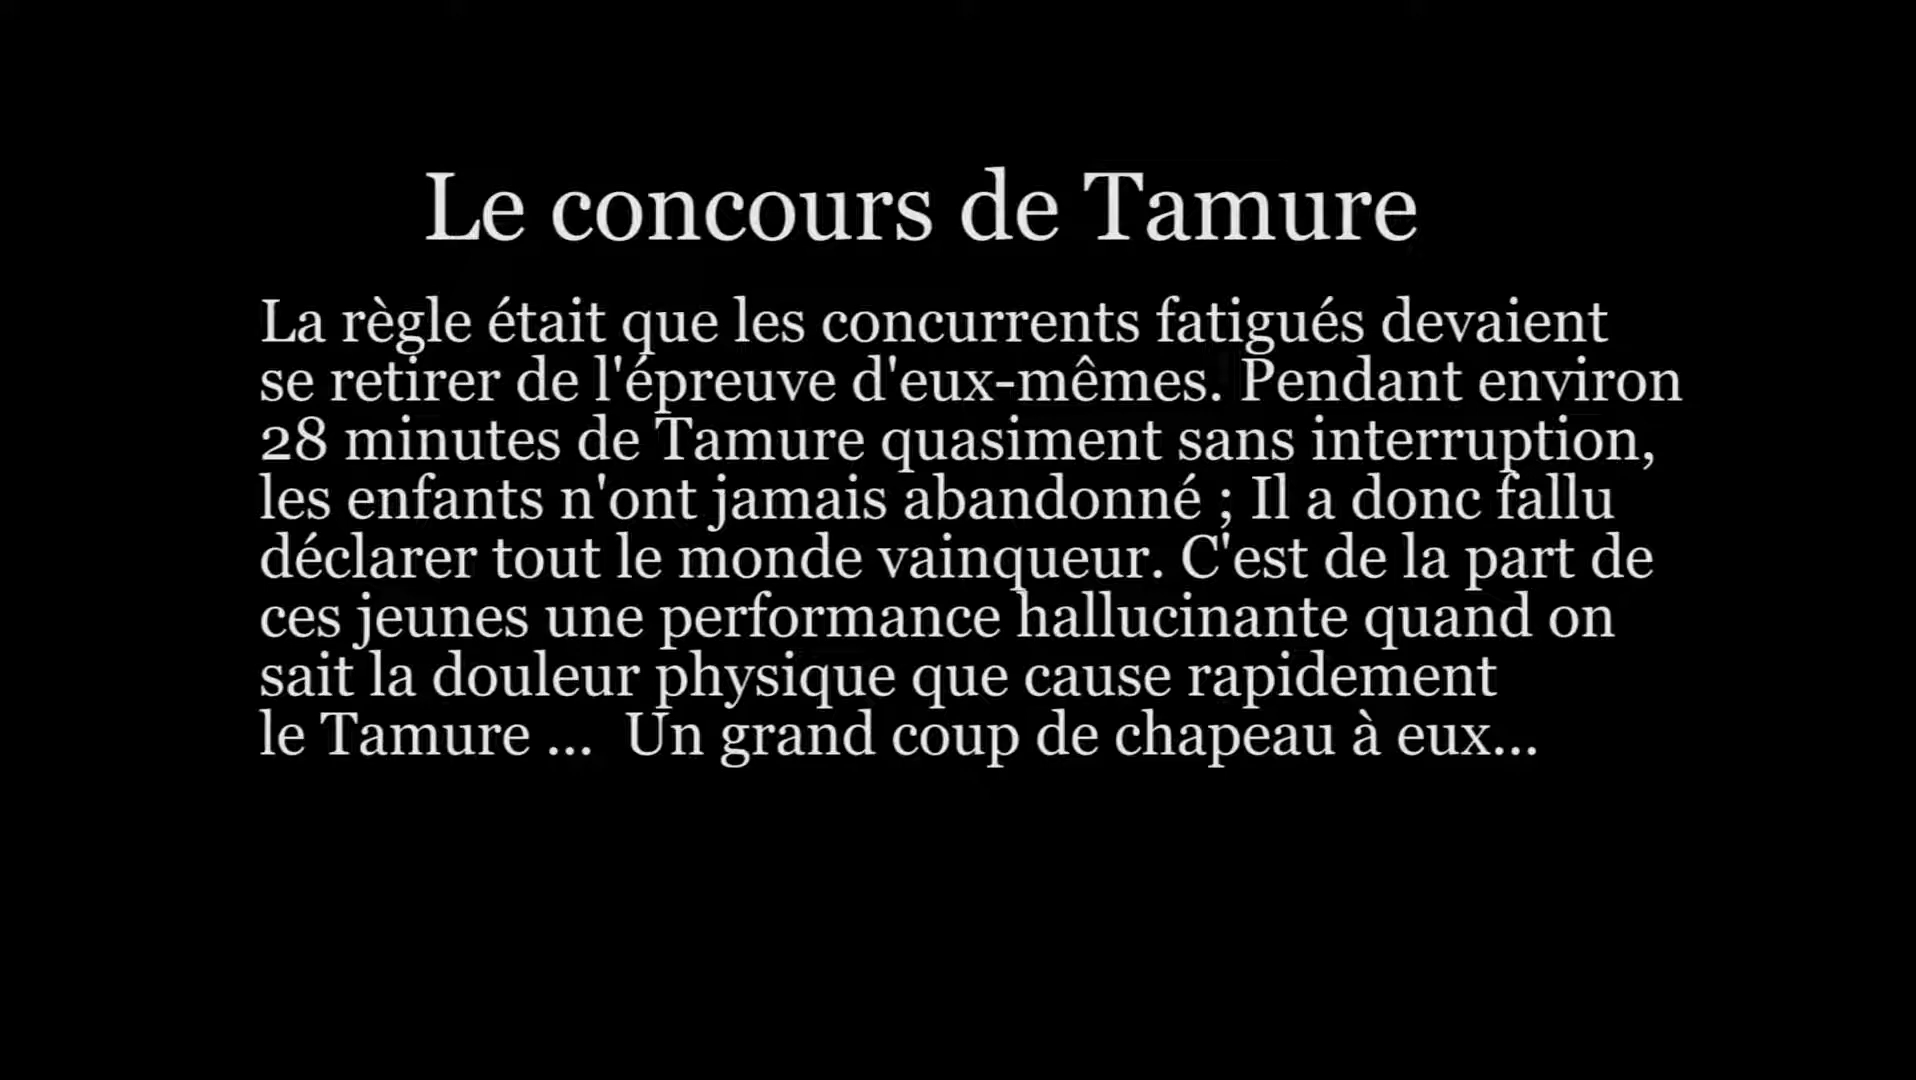 Le concours de Tamure
La règle était que les concurrents fatigués devaient
se retirer de l'épreuve d'eux-mêmes. Pendant environ
28 minutes de Tamure quasiment sans interruption,
les enfants n'ont jamais abandonné ; Il a donc fallu
déclarer tout le monde vainqueur. C'est de la part de
ces jeunes une performance hallucinante quand on
sait la douleur physique que cause rapidement
le Tamure ...  Un grand coup de chapeau à eux...